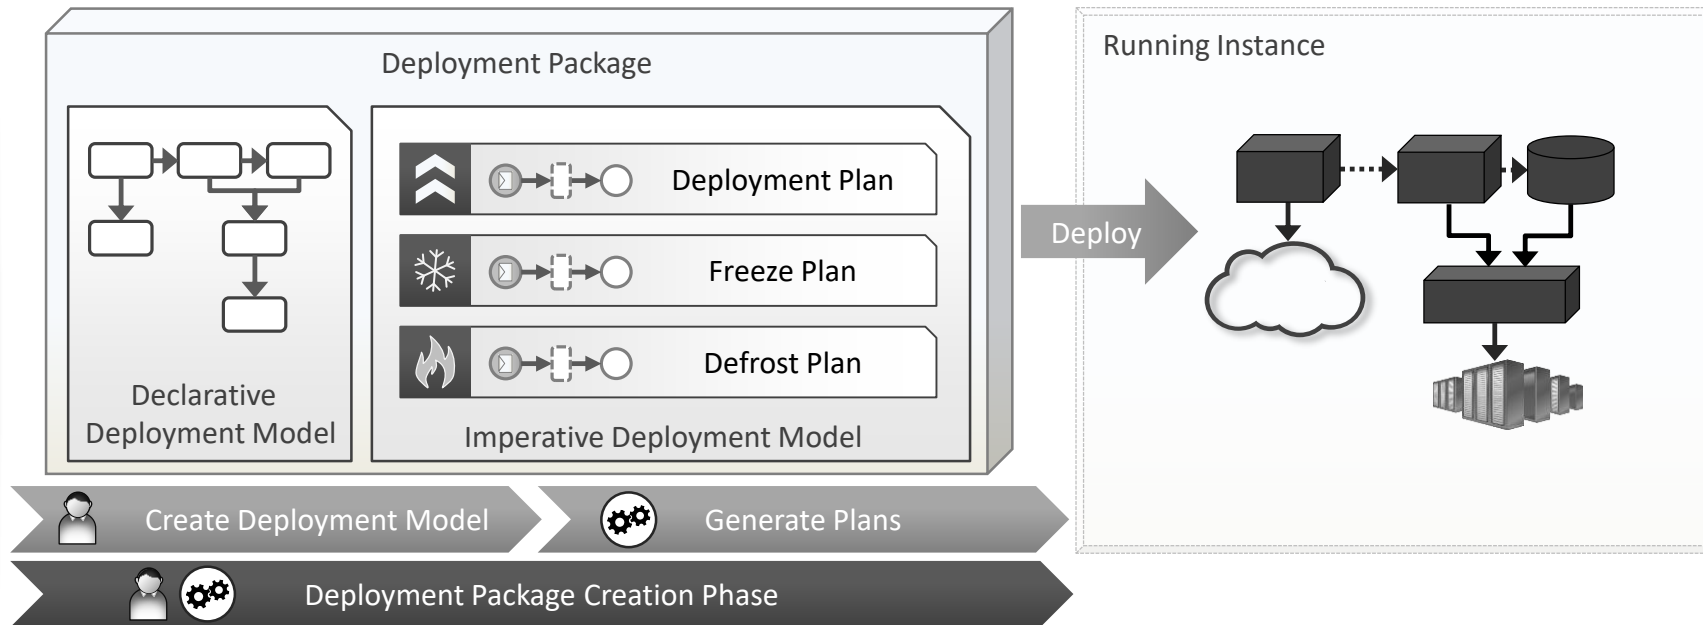 Deployment Package
Declarative
Deployment Model
Deployment Plan
Freeze Plan
Defrost Plan
Imperative Deployment Model
Deploy
Running Instance
Create Deployment Model
Generate Plans
Deployment Package Creation Phase